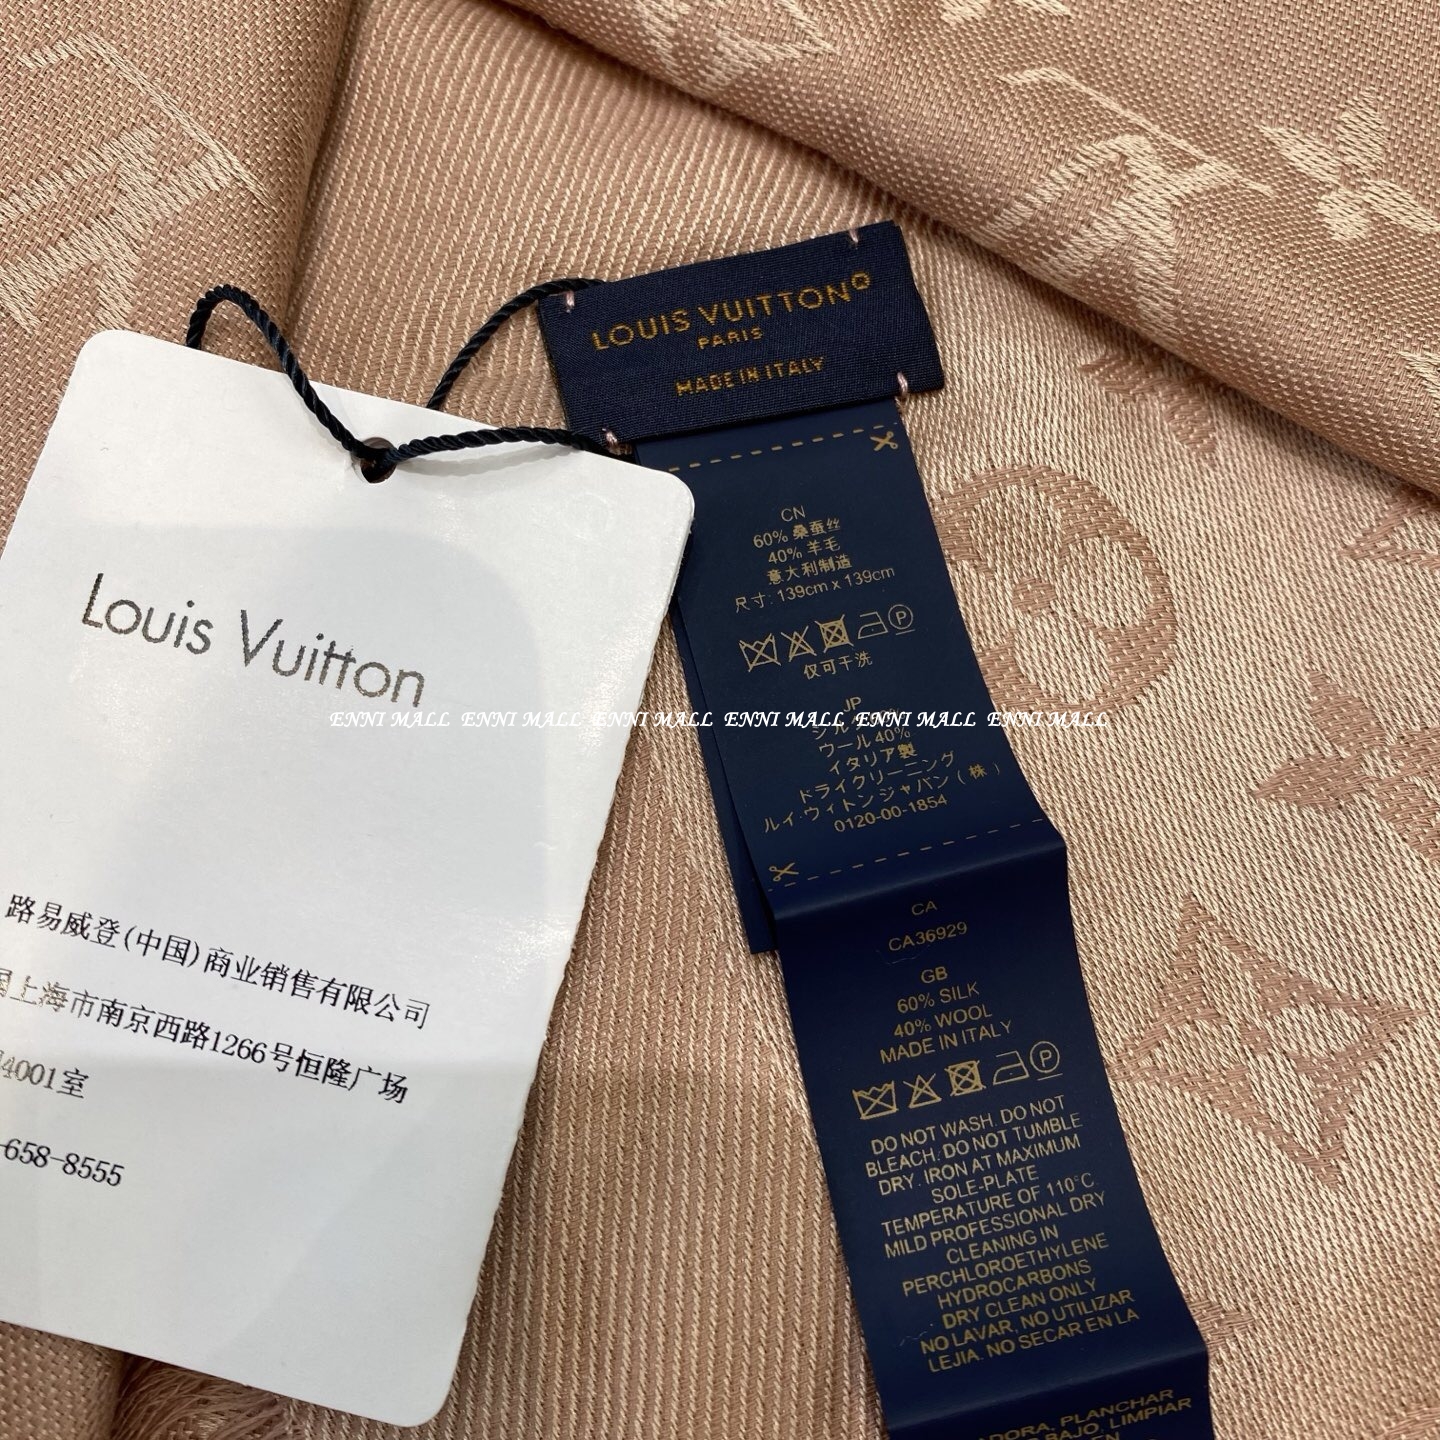 LOUIS VUITTON
PARIS
MADE IN ITALY
CN
60% 桑蚕丝
40% 羊毛
意大利制造
尺寸: 139cm x 139cm
P
仅可干洗
JP
ウール 40%
イタリア製
ドライクリーニング
ルイ.ウィトンジャパン(株)
0120-00-1854
CA
CA36929
GB
60% SILK
40% WOOL
MADE IN ITALY
P
DO NOT WASH. DO NOT
BLEACH. DO NOT TUMBLE
DRY. IRON AT MAXIMUM
SOLE-PLATE
TEMPERATURE OF 110°C.
MILD PROFESSIONAL DRY
CLEANING IN
PERCHLOROETHYLENE
HYDROCARBONS
DRY CLEAN ONLY
NO LAVAR, NO UTILIZAR
LEJIA. NO SECAR EN LA
PLANCHAR
BAJO, LIMPIAR
EN
Louis Vuitton
路易威登(中国)商业销售有限公司
上海市南京西路1266号恒隆广场
4001室
-658-8555
ENNI MALL ENNI MALL ENNI MALL ENNI MALL ENNI MALL ENNI MALL